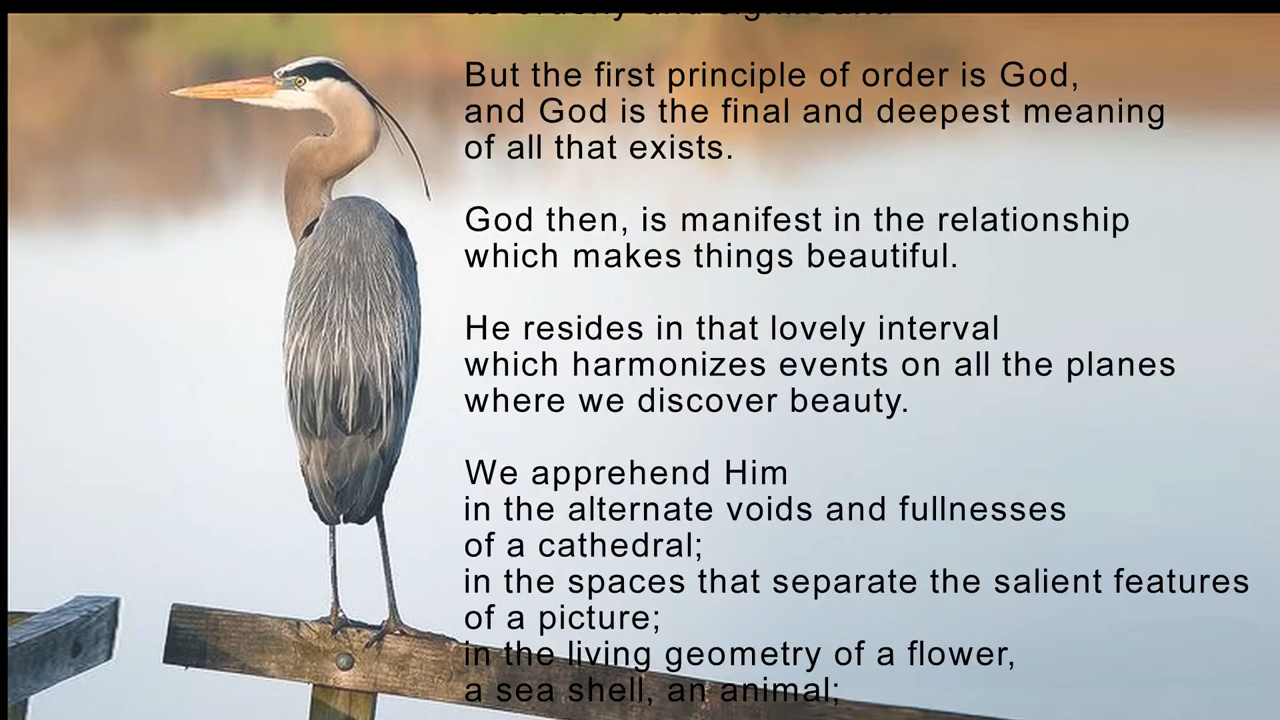 But the first principle of order is God,
and God is the final and deepest meaning
of all that exists.
God then, is manifest in the relationship
which makes things beautiful.
He resides in that lovely interval
which harmonizes events on all the planes
where we discover beauty.
We apprehend Him
in the alternate voids and fullnesses
of a cathedral;
in the spaces that separate the salient features
of a picture;
in the living geometry of a flower,
a sea shell, an animal;